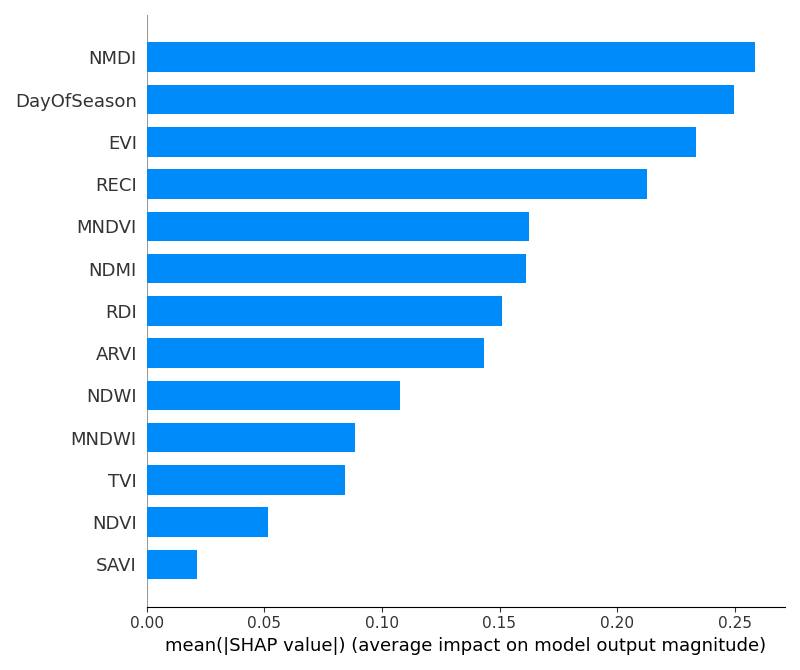 NMDI
DayOfSeason
EVI
RECI
MNDVI
NDMI
RDI
ARVI
NDWI
MNDWI
TVI
NDVI
SAVI
0.00 0.05 0.10 0.15 0.20 0.25
mean(|SHAP value|) (average impact on model output magnitude)